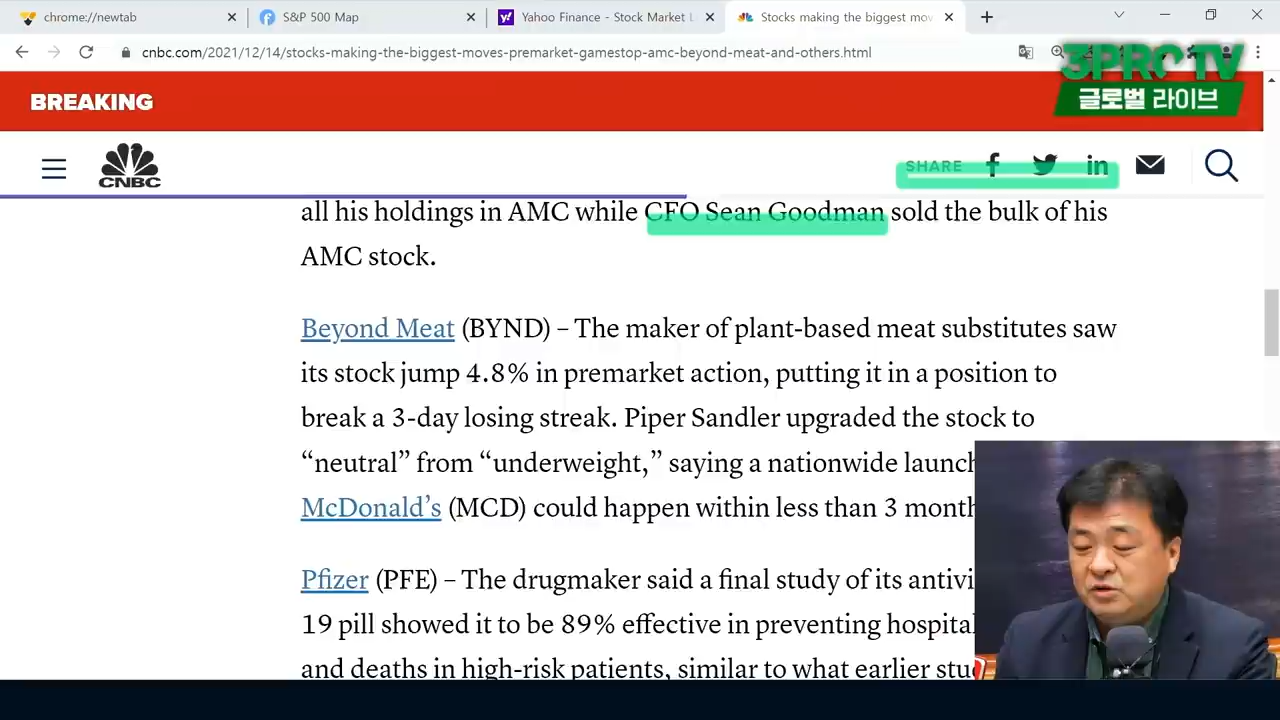 chrome://newtab
S&P 500 Map
Yahoo Finance - Stock Market L
Stocks making the biggest mov
cnbc.com/2021/12/14/stocks-making-the-biggest-moves-premarket-gamestop-amc-beyond-meat-and-others.html
3PRO TV
글로벌 라이브
BREAKING
CNBC
SHARE
all his holdings in AMC while CFO Sean Goodman sold the bulk of his
AMC stock.
Beyond Meat (BYND) – The maker of plant-based meat substitutes saw
its stock jump 4.8% in premarket action, putting it in a position to
break a 3-day losing streak. Piper Sandler upgraded the stock to
“neutral” from “underweight,” saying a nationwide launch
McDonald’s (MCD) could happen within less than 3 month
Pfizer (PFE) – The drugmaker said a final study of its antivi
19 pill showed it to be 89% effective in preventing hospital
and deaths in high-risk patients, similar to what earlier stu